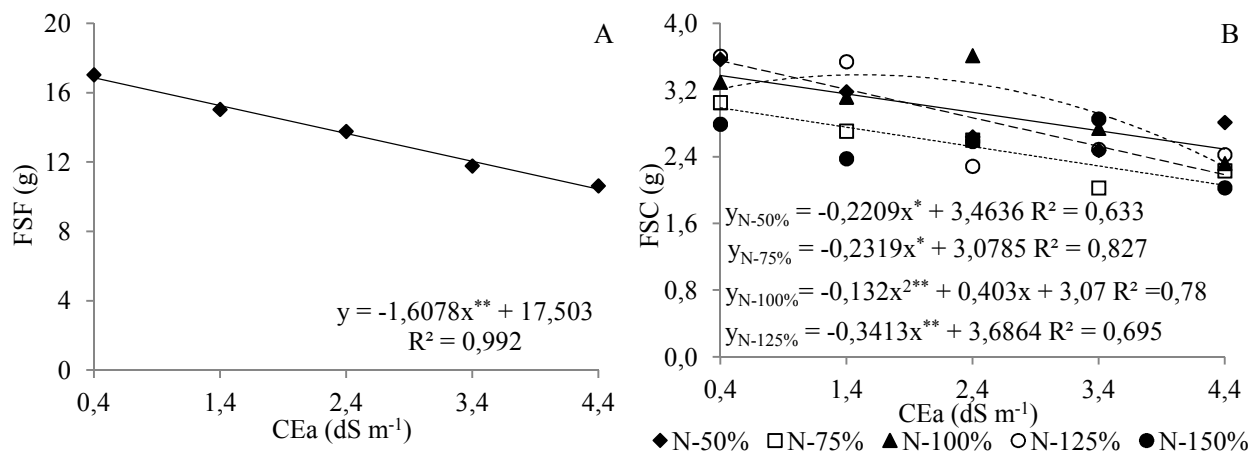 A
FSF (g)
20
16
12
8
4
0
y = -1,6078x** + 17,503
R² = 0,992
0,4 1,4 2,4 3,4 4,4
CEa (dS m⁻¹)
B
FSC (g)
4,0
3,2
2,4
1,6
0,8
0,0
yN-50% = -0,2209x* + 3,4636 R² = 0,633
yN-75% = -0,2319x* + 3,0785 R² = 0,827
yN-100%= -0,132x²** + 0,403x + 3,07 R² =0,78
yN-125%= -0,3413x** + 3,6864 R² = 0,695
0,4 1,4 2,4 3,4 4,4
CEa (dS m⁻¹)
N-50% N-75% N-100% N-125% N-150%